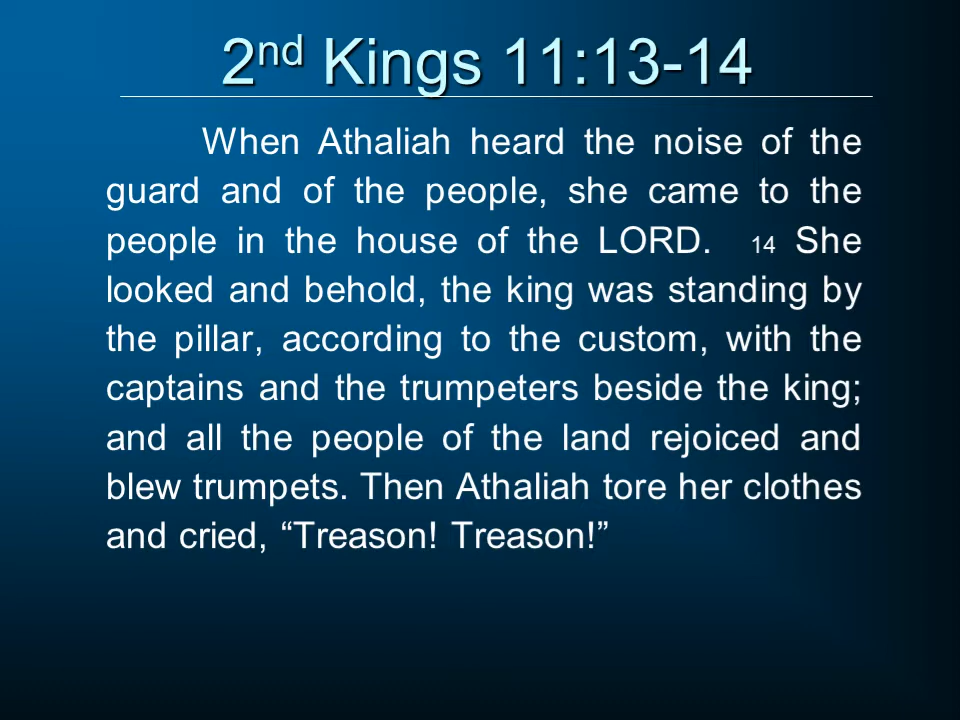 2nd Kings 11:13-14
When Athaliah heard the noise of the
guard and of the people, she came to the
people in the house of the LORD. 14 She
looked and behold, the king was standing by
the pillar, according to the custom, with the
captains and the trumpeters beside the king;
and all the people of the land rejoiced and
blew trumpets. Then Athaliah tore her clothes
and cried, “Treason! Treason!”